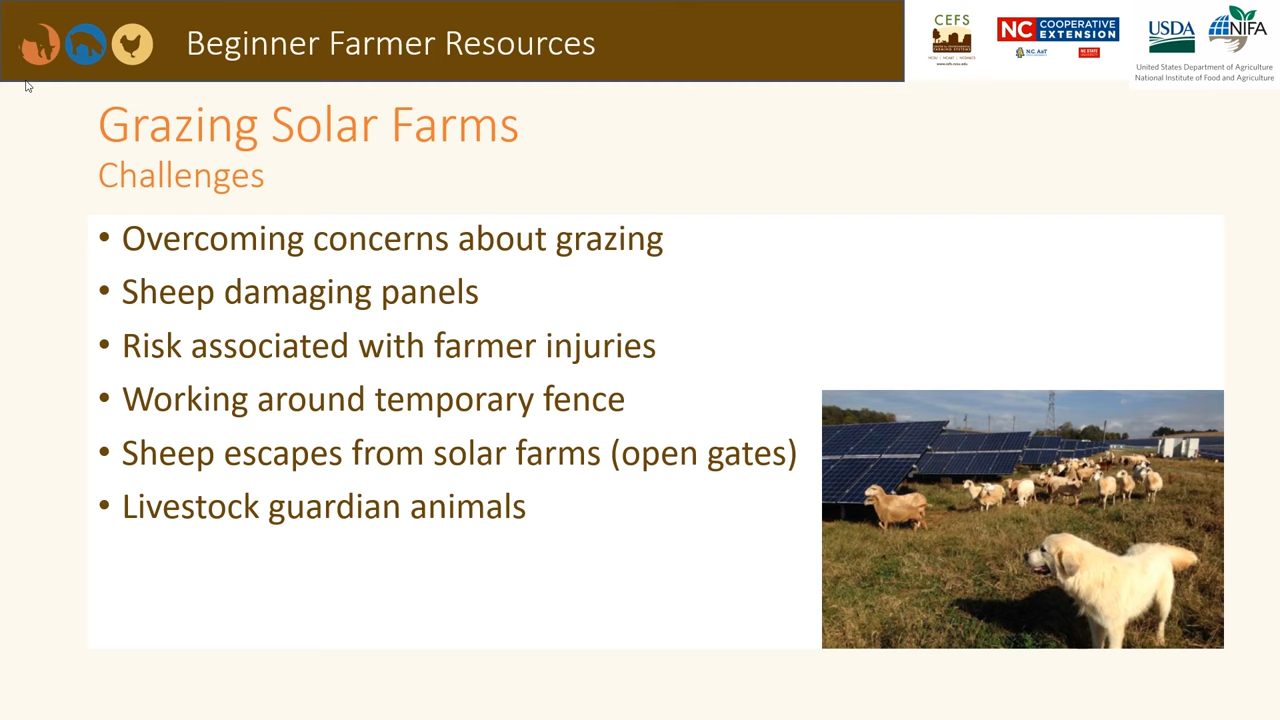 Beginner Farmer Resources
CEFS
NC COOPERATIVE
EXTENSION
N.C. A&T
NC STATE
USDA
NIFA
United States Department of Agriculture
National Institute of Food and Agriculture
Grazing Solar Farms
Challenges
• Overcoming concerns about grazing
• Sheep damaging panels
• Risk associated with farmer injuries
• Working around temporary fence
• Sheep escapes from solar farms (open gates)
• Livestock guardian animals